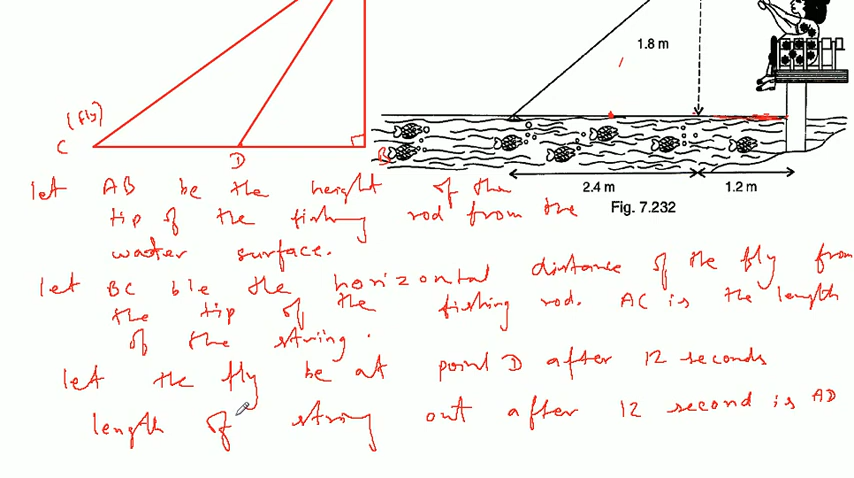 1.8 m
(fly)
C
D
B
2.4 m
1.2 m
Fig. 7.232
let AB be the height of the
tip of the fishing rod from the
water surface.
let BC ble the horizontal distance of the fly from
the tip of the fishing rod. AC is the length
of the string.
let the fly be at point D after 12 seconds
length of string out after 12 second is AD